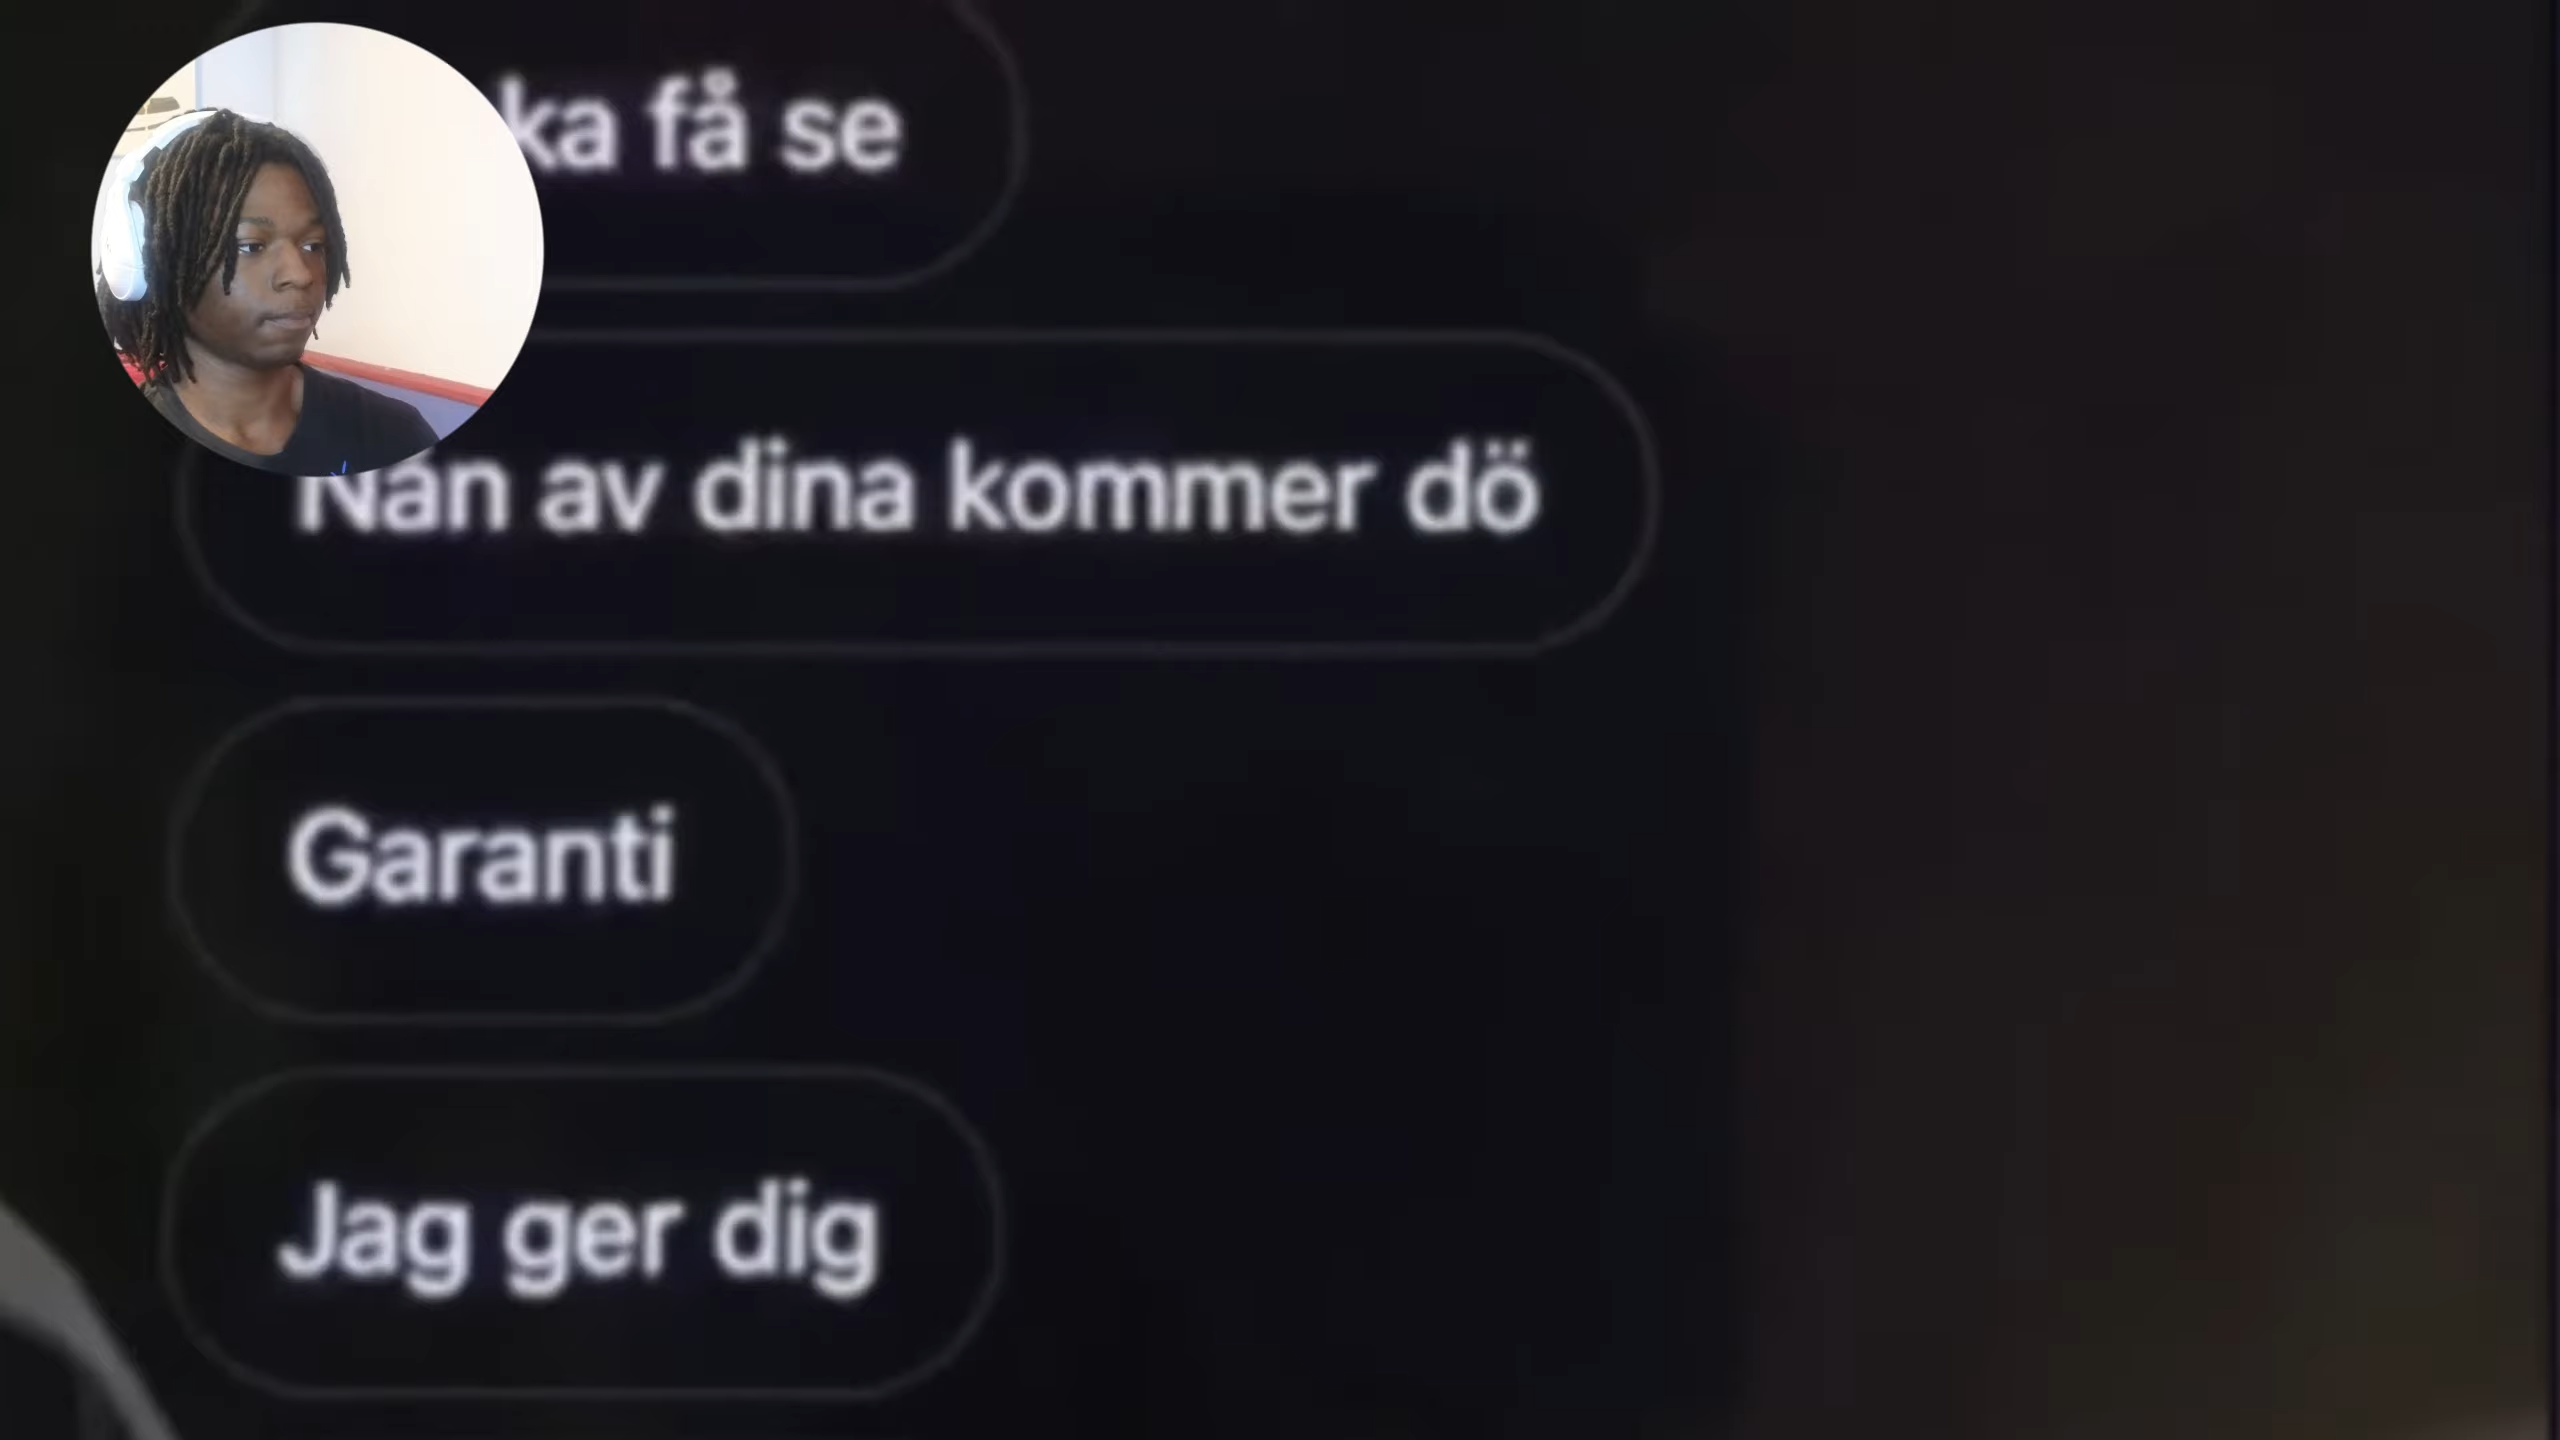 ka få se
Nån av dina kommer dö
Garanti
Jag ger dig